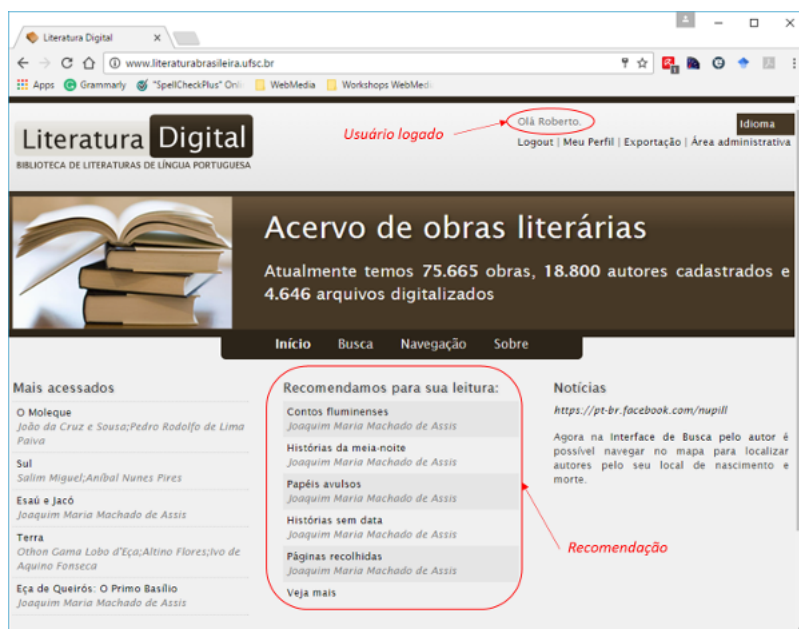 Literatura Digital
www.literaturabrasileira.ufsc.br
Apps Grammarly "SpellCheckPlus" Onli WebMedia Workshops WebMedi
Olá Roberto.
Idioma
Usuário logado
Literatura Digital
Logout | Meu Perfil | Exportação | Área administrativa
BIBLIOTECA DE LITERATURAS DE LÍNGUA PORTUGUESA
Acervo de obras literárias
Atualmente temos 75.665 obras, 18.800 autores cadastrados e
4.646 arquivos digitalizados
Início Busca Navegação Sobre
Mais acessados
O Moleque
João da Cruz e Sousa;Pedro Rodolfo de Lima
Paiva
Sul
Salim Miguel;Aníbal Nunes Pires
Esaú e Jacó
Joaquim Maria Machado de Assis
Terra
Othon Gama Lobo d'Eça;Altino Flores;Ivo de
Aquino Fonseca
Eça de Queirós: O Primo Basílio
Joaquim Maria Machado de Assis
Recomendamos para sua leitura:
Contos fluminenses
Joaquim Maria Machado de Assis
Histórias da meia-noite
Joaquim Maria Machado de Assis
Papéis avulsos
Joaquim Maria Machado de Assis
Histórias sem data
Joaquim Maria Machado de Assis
Páginas recolhidas
Joaquim Maria Machado de Assis
Veja mais
Notícias
https://pt-br.facebook.com/nupill
Agora na Interface de Busca pelo autor é
possível navegar no mapa para localizar
autores pelo seu local de nascimento e
morte.
Recomendação